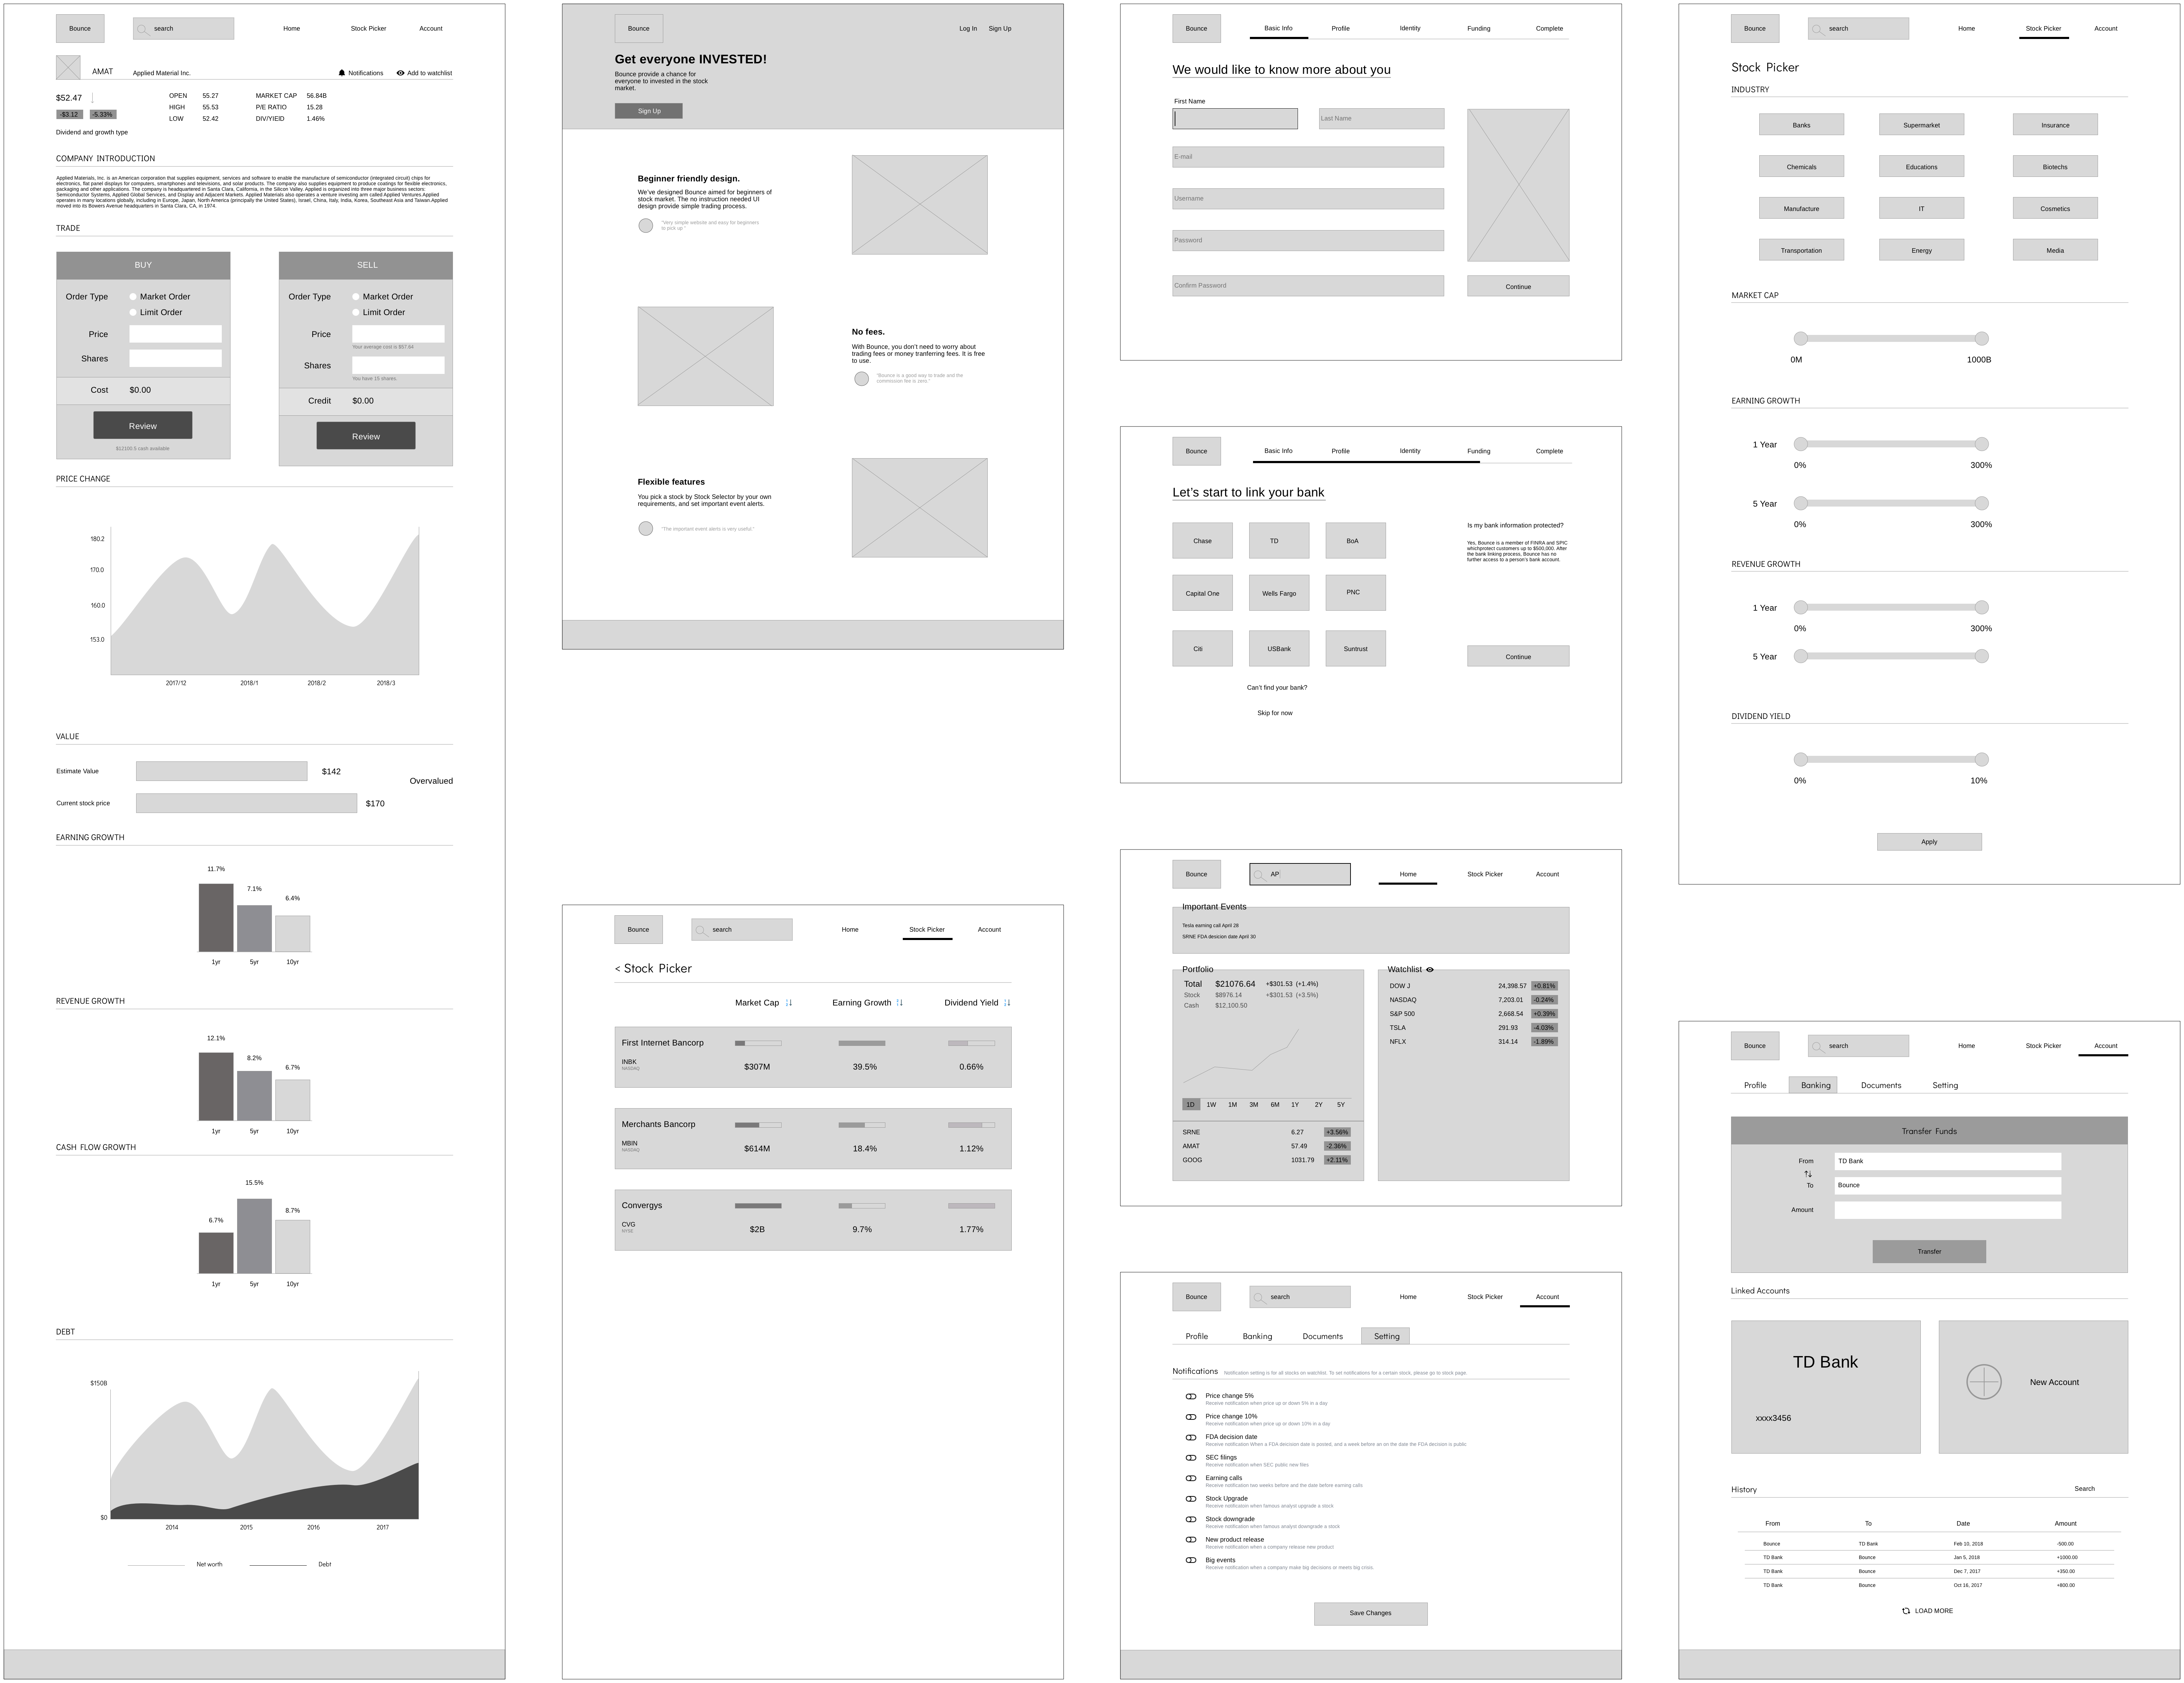 Bounce
search
Home
Stock Picker
Account
AMAT
Applied Material Inc.
Notifications
Add to watchlist
$52.47
-$3.12
-5.33%
OPEN 55.27
HIGH 55.53
LOW 52.42
MARKET CAP 56.84B
P/E RATIO 15.28
DIV/YIEID 1.46%
Dividend and growth type
COMPANY INTRODUCTION
Applied Materials, Inc. is an American corporation that supplies equipment, services and software to enable the manufacture of semiconductor (integrated circuit) chips for
electronics, flat panel displays for computers, smartphones and televisions, and solar products. The company also supplies equipment to produce coatings for flexible electronics,
packaging and other applications. The company is headquartered in Santa Clara, California, in the Silicon Valley. Applied is organized into three major business sectors:
Semiconductor Systems, Applied Global Services, and Display and Adjacent Markets. Applied Materials also operates a venture investing arm called Applied Ventures.Applied
operates in many locations globally, including in Europe, Japan, North America (principally the United States), Israel, China, Italy, India, Korea, Southeast Asia and Taiwan.Applied
moved into its Bowers Avenue headquarters in Santa Clara, CA, in 1974.
TRADE
BUY
Order Type
Market Order
Limit Order
Price
Shares
Cost $0.00
Review
$12100.5 cash available
SELL
Order Type
Market Order
Limit Order
Price
Your average cost is $57.64
Shares
You have 15 shares
Credit $0.00
Review
PRICE CHANGE
180.2
170.0
160.0
153.0
2017/12 2018/1 2018/2 2018/3
VALUE
Estimate Value
$142
Overvalued
Current stock price
$170
EARNING GROWTH
11.7%
7.1%
6.4%
1yr 5yr 10yr
REVENUE GROWTH
12.1%
8.2%
6.7%
1yr 5yr 10yr
CASH FLOW GROWTH
15.5%
8.7%
6.7%
1yr 5yr 10yr
DEBT
$150B
$0
2014 2015 2016 2017
Net worth
Debt
Bounce
Log In
Sign Up
Get everyone INVESTED!
Bounce provide a chance for
everyone to invested in the stock
market.
Sign Up
Beginner friendly design.
We've designed Bounce aimed for beginners of
stock market. The no instruction needed UI
design provide simple trading process.
"Very simple website and easy for beginners
to pick up"
No fees.
With Bounce, you don't need to worry about
trading fees or money tranferring fees. It is free
to use.
"Bounce is a good way to trade and the
commission fee is zero."
Flexible features
You pick a stock by Stock Selector by your own
requirements, and set important event alerts.
"The important event alerts is very useful."
Bounce
search
Home
Stock Picker
Account
< Stock Picker
Market Cap
Earning Growth
Dividend Yield
First Internet Bancorp
INBK
NASDAQ
$307M
39.5%
0.66%
Merchants Bancorp
MBIN
NASDAQ
$614M
18.4%
1.12%
Convergys
CVG
NYSE
$2B
9.7%
1.77%
Bounce
Basic Info
Profile
Identity
Funding
Complete
We would like to know more about you
First Name
Last Name
E-mail
Username
Password
Confirm Password
Continue
Bounce
Basic Info
Profile
Identity
Funding
Complete
Let's start to link your bank
Chase
TD
BoA
Capital One
Wells Fargo
PNC
Citi
USBank
Suntrust
Is my bank information protected?
Yes, Bounce is a member of FINRA and SPIC
whichprotect customers up to $500,000. After
the bank linking process, Bounce has no
further access to a person's bank account.
Continue
Can't find your bank?
Skip for now
Bounce
AP
Home
Stock Picker
Account
Important Events
Tesla earning call April 28
SRNE FDA desicion date April 30
Portfolio
Total $21076.64 +$301.53 (+1.4%)
Stock $8976.14 +$301.53 (+3.5%)
Cash $12,100.50
1D 1W 1M 3M 6M 1Y 2Y 5Y
SRNE 6.27 +3.56%
AMAT 57.49 -2.36%
GOOG 1031.79 +2.11%
Watchlist
DOW J 24,398.57 +0.81%
NASDAQ 7,203.01 -0.24%
S&P 500 2,668.54 +0.39%
TSLA 291.93 -4.03%
NFLX 314.14 -1.89%
Bounce
search
Home
Stock Picker
Account
Profile
Banking
Documents
Setting
Notifications
Notification setting is for all stocks on watchlist. To set notifications for a certain stock, please go to stock page.
Price change 5%
Receive notification when price up or down 5% in a day
Price change 10%
Receive notification when price up or down 10% in a day
FDA decision date
Receive notification When a FDA decision date is posted, and a week before an on the date the FDA decision is public
SEC filings
Receive notification when SEC public new files
Earning calls
Receive notification two weeks before and the date before earning calls
Stock Upgrade
Receive notification when famous analyst upgrade a stock
Stock downgrade
Receive notification when famous analyst downgrade a stock
New product release
Receive notification when a company release new product
Big events
Receive notification when a company make big decisions or meets big crisis.
Save Changes
Bounce
search
Home
Stock Picker
Account
Stock Picker
INDUSTRY
Banks
Supermarket
Insurance
Chemicals
Educations
Biotechs
Manufacture
IT
Cosmetics
Transportation
Energy
Media
MARKET CAP
0M
1000B
EARNING GROWTH
1 Year
0%
300%
5 Year
0%
300%
REVENUE GROWTH
1 Year
0%
300%
5 Year
DIVIDEND YIELD
0%
10%
Apply
Bounce
search
Home
Stock Picker
Account
Profile
Banking
Documents
Setting
Transfer Funds
From TD Bank
To Bounce
Amount
Transfer
Linked Accounts
TD Bank
xxxx3456
New Account
History
Search
From To Date Amount
Bounce TD Bank Feb 10, 2018 -500.00
TD Bank Bounce Jan 5, 2018 +1000.00
TD Bank Bounce Dec 7, 2017 +350.00
TD Bank Bounce Oct 16, 2017 +800.00
LOAD MORE